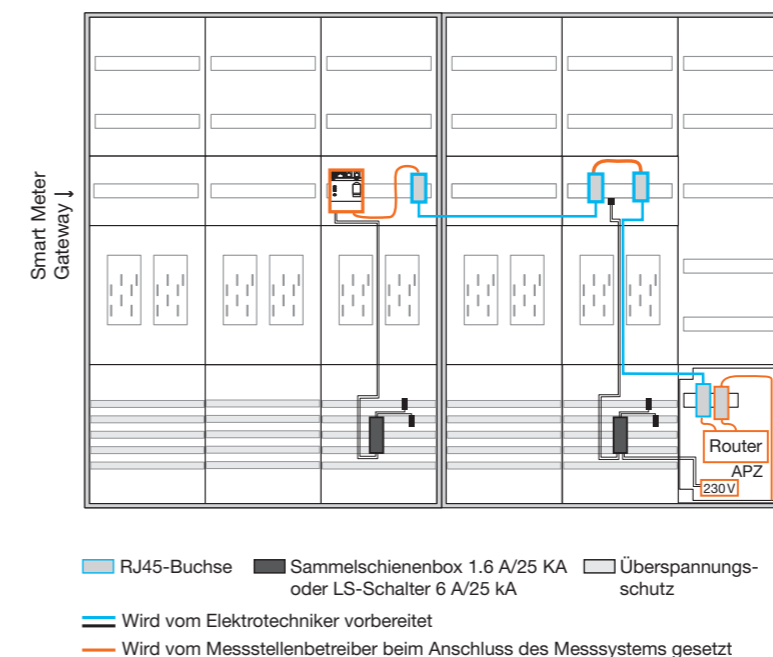 Smart Meter
Gateway ↓
Router
APZ
230 V
RJ45-Buchse
Sammelschienenbox 1.6 A/25 KA
oder LS-Schalter 6 A/25 kA
Überspannungs-
schutz
Wird vom Elektrotechniker vorbereitet
Wird vom Messstellenbetreiber beim Anschluss des Messsystems gesetzt